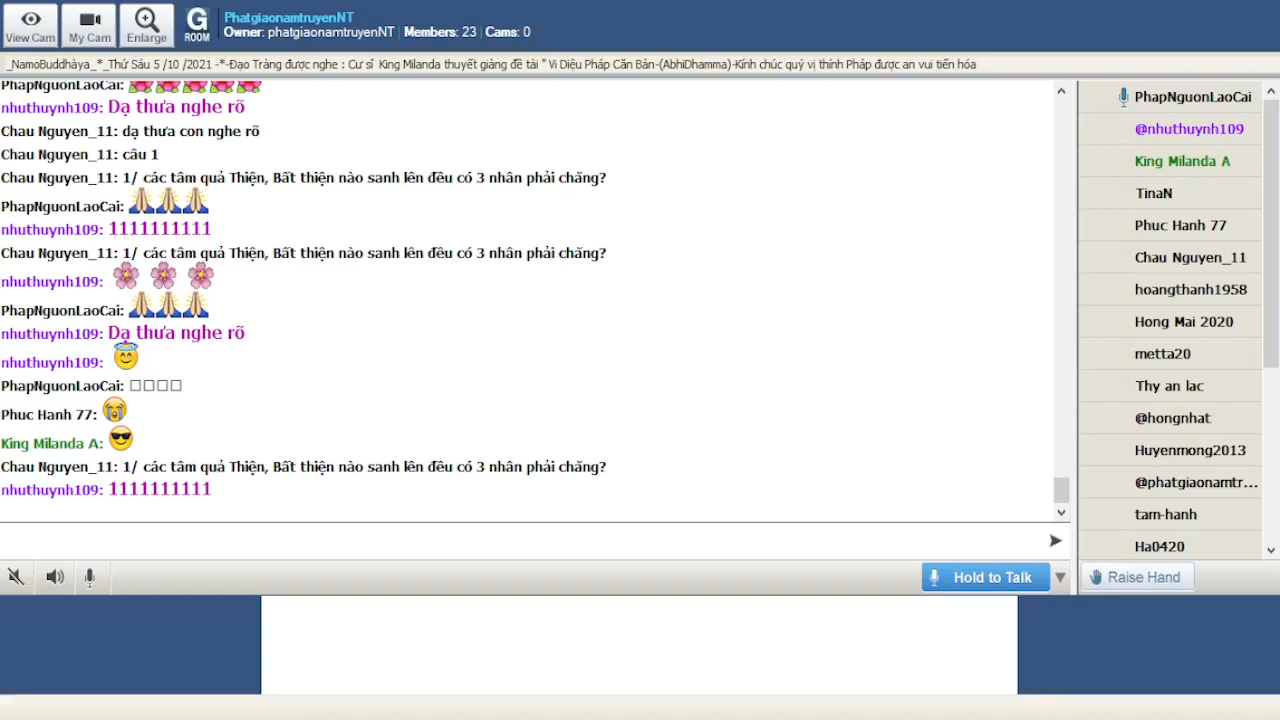 View Cam
My Cam
Enlarge
G
ROOM
PhatgiaonamtruyenNT
Owner: phatgiaonamtruyenNT | Members: 23 | Cams: 0
_NamoBuddhàya_*_Thứ Sáu 5 /10 /2021 -*-Đạo Tràng được nghe : Cư sĩ King Milanda thuyết giảng đề tài " Vi Diệu Pháp Căn Bản-(AbhiDhamma)-Kính chúc quý vị thính Pháp được an vui tiến hóa
PhapNguonLaoCai:
nhuthuynh109: Dạ thưa nghe rõ
Chau Nguyen_11: dạ thưa con nghe rõ
Chau Nguyen_11: câu 1
Chau Nguyen_11: 1/ các tâm quả Thiện, Bất thiện nào sanh lên đều có 3 nhân phải chăng?
PhapNguonLaoCai:
nhuthuynh109: 1111111111
Chau Nguyen_11: 1/ các tâm quả Thiện, Bất thiện nào sanh lên đều có 3 nhân phải chăng?
nhuthuynh109:
PhapNguonLaoCai:
nhuthuynh109: Dạ thưa nghe rõ
nhuthuynh109:
PhapNguonLaoCai: □□□□
Phuc Hanh 77:
King Milanda A:
Chau Nguyen_11: 1/ các tâm quả Thiện, Bất thiện nào sanh lên đều có 3 nhân phải chăng?
nhuthuynh109: 1111111111
PhapNguonLaoCai
@nhuthuynh109
King Milanda A
TinaN
Phuc Hanh 77
Chau Nguyen_11
hoangthanh1958
Hong Mai 2020
metta20
Thy an lac
@hongnhat
Huyenmong2013
@phatgiaonamtr...
tam-hanh
Ha0420
Hold to Talk
Raise Hand